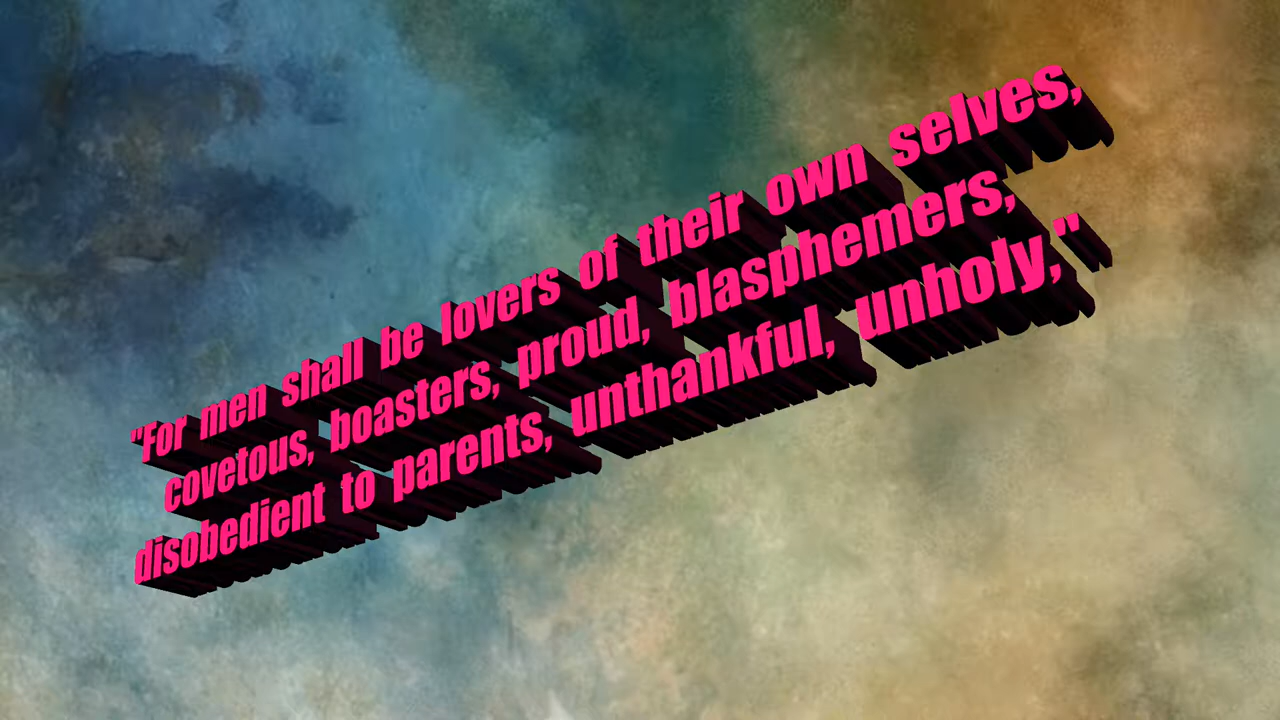 "For men shall be lovers of their own selves,
covetous, boasters, proud, blasphemers,
disobedient to parents, unthankful, unholy,"